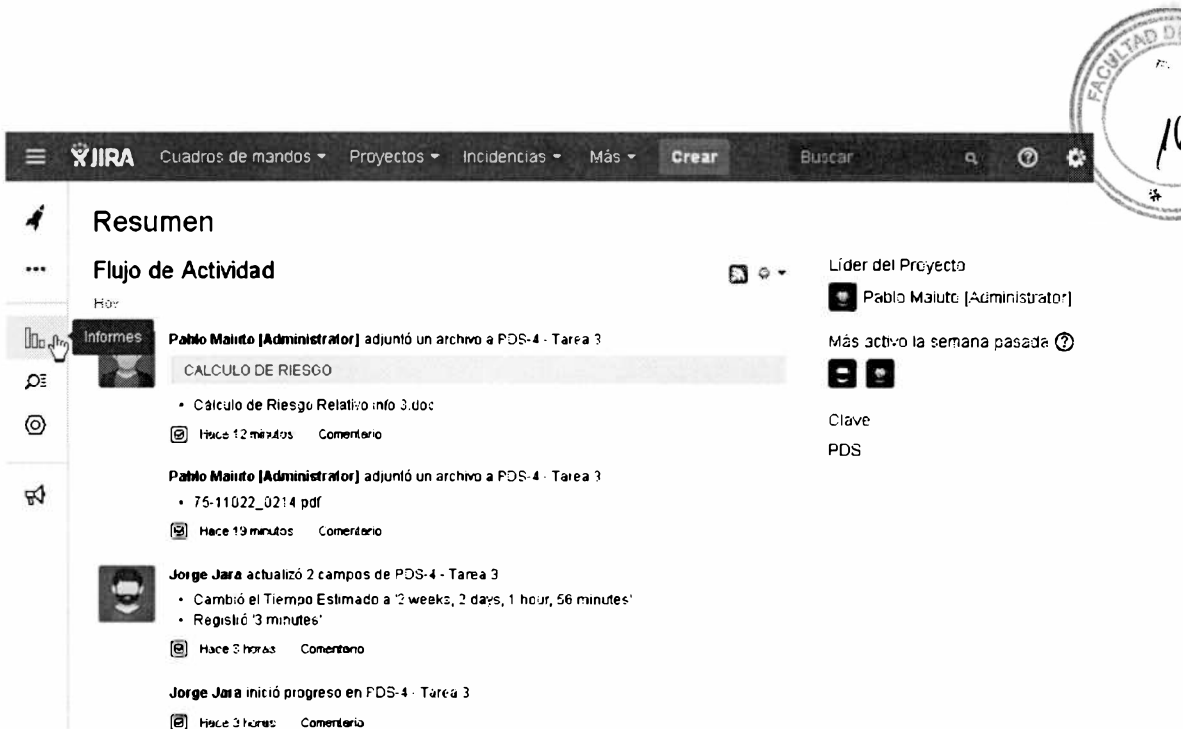 FACULTAD DE
JIRA Cuadros de mandos Proyectos Incidencias Más Crear Buscar
Resumen
Flujo de Actividad
Hoy
Informes
Pablo Maiuto [Administrator] adjuntó un archivo a PDS-4 - Tarea 3
CALCULO DE RIESGO
• Cálculo de Riesgo Relativo info 3.doc
Hace 12 minutos Comentario
Pablo Maiuto [Administrator] adjuntó un archivo a PDS-4 - Tarea 3
• 75-11022_0214 pdf
Hace 19 minutos Comentario
Jorge Jara actualizó 2 campos de PDS-4 - Tarea 3
• Cambió el Tiempo Estimado a '2 weeks, 2 days, 1 hour, 56 minutes'
• Registró '3 minutes'
Hace 3 horas Comentario
Jorge Jara inició progreso en PDS-4 - Tarea 3
Hace 3 horas Comentario
Líder del Proyecto
Pablo Maiuto [Administrator]
Más activo la semana pasada
Clave
PDS